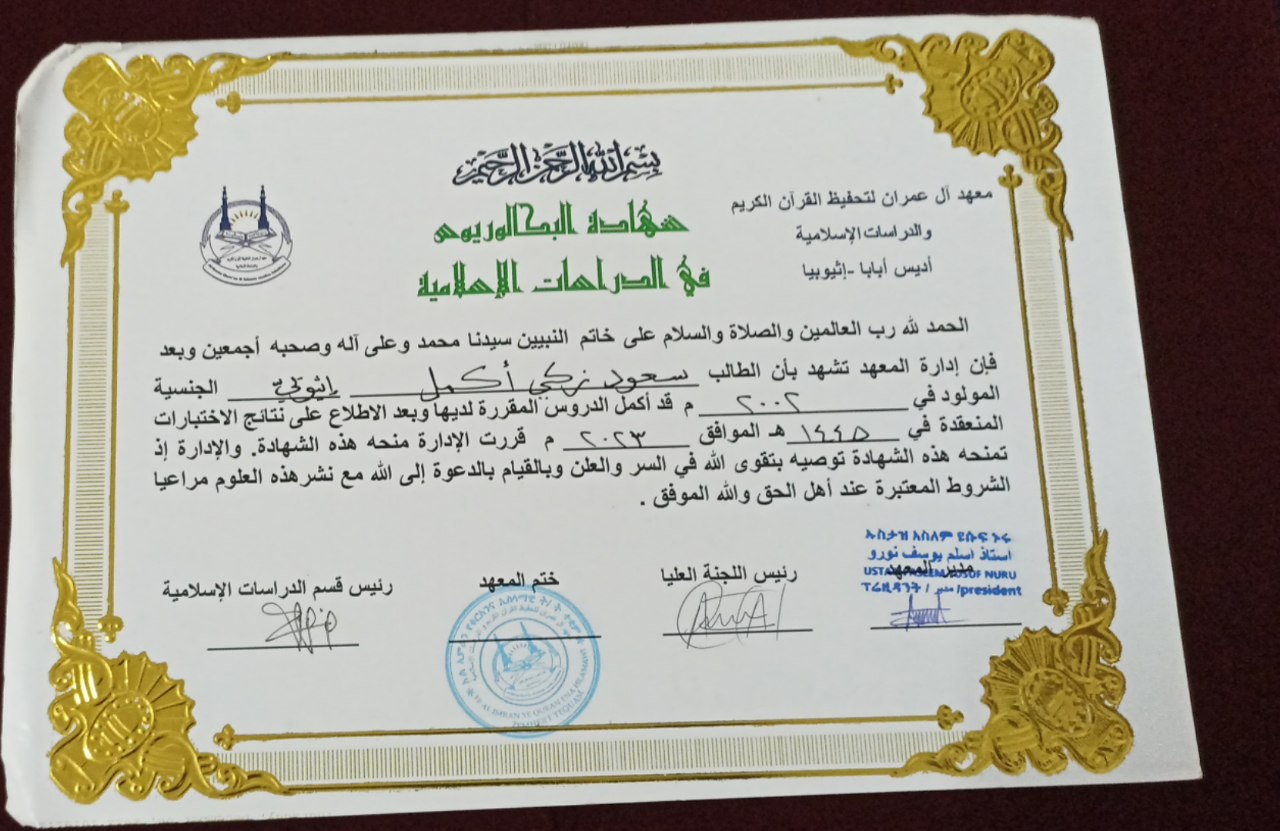 بسم الله الرحمن الرحيم
معهد آل عمران لتحفيظ القرآن الكريم
والدراسات الإسلامية
أديس أبابا -إثيوبيا
شهادة البكالوريوس
في الدراسات الإسلامية
الحمد لله رب العالمين والصلاة والسلام على خاتم النبيين سيدنا محمد وعلى آله وصحبه أجمعين وبعد
فإن إدارة المعهد تشهد بأن الطالب سعود زكي أكمل إثيوبي الجنسية
المولود في ٢٠٠٢ م قد أكمل الدروس المقررة لديها وبعد الاطلاع على نتائج الاختبارات
المنعقدة في ١٤٤٥ هـ الموافق ٢٠٢٣ م قررت الإدارة منحه هذه الشهادة. والإدارة إذ
تمنحه هذه الشهادة توصيه بتقوى الله في السر والعلن وبالقيام بالدعوة إلى الله مع نشرهذه العلوم مراعيا
الشروط المعتبرة عند أهل الحق والله الموفق .
ኡስታዝ አስለም ዩሱፍ ኑሩ
استاذ اسلم يوسف نورو
NURU
ፕሬዚዳንት / مدير /president
مدير المعهد
رئيس اللجنة العليا
ختم المعهد
رئيس قسم الدراسات الإسلامية